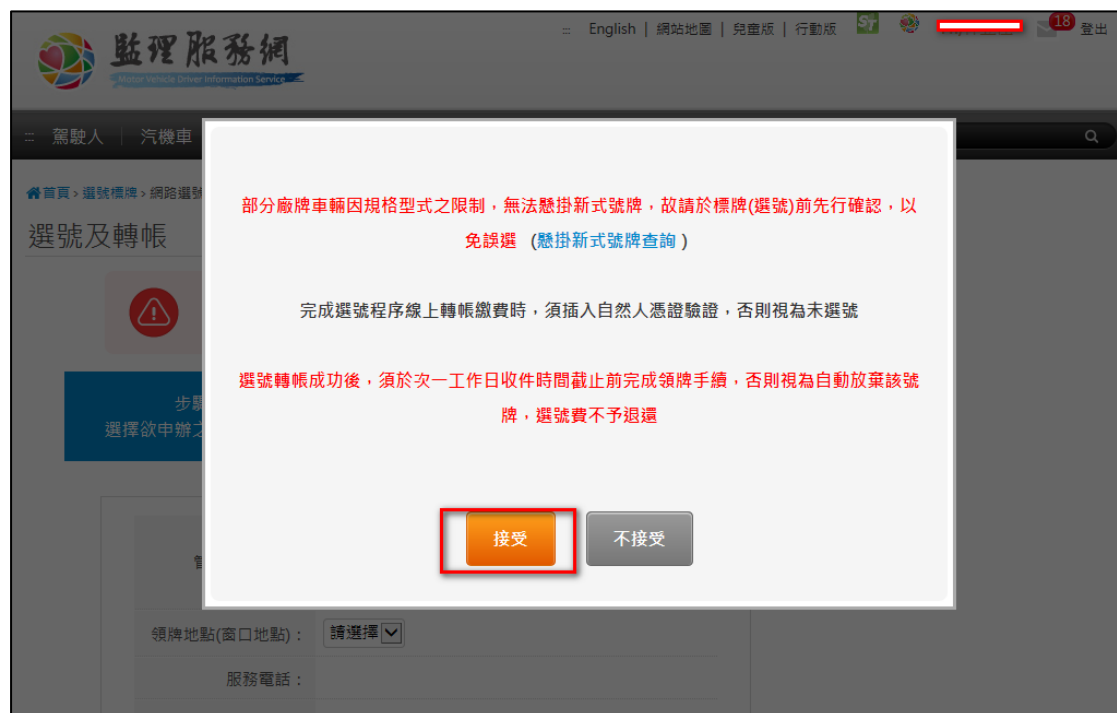 監理服務網
Motor Vehicle Driver Information Service
::: English | 網站地圖 | 兒童版 | 行動版
18 登出
::: 駕駛人 | 汽機車
首頁 › 選號標牌 › 網路選號
選號及轉帳
部分廠牌車輛因規格型式之限制，無法懸掛新式號牌，故請於標牌(選號)前先行確認，以
免誤選 (懸掛新式號牌查詢 )
完成選號程序線上轉帳繳費時，須插入自然人憑證驗證，否則視為未選號
選號轉帳成功後，須於次一工作日收件時間截止前完成領牌手續，否則視為自動放棄該號
牌，選號費不予退還
步驟
選擇欲申辦之
接受 不接受
領牌地點(窗口地點)： 請選擇
服務電話：